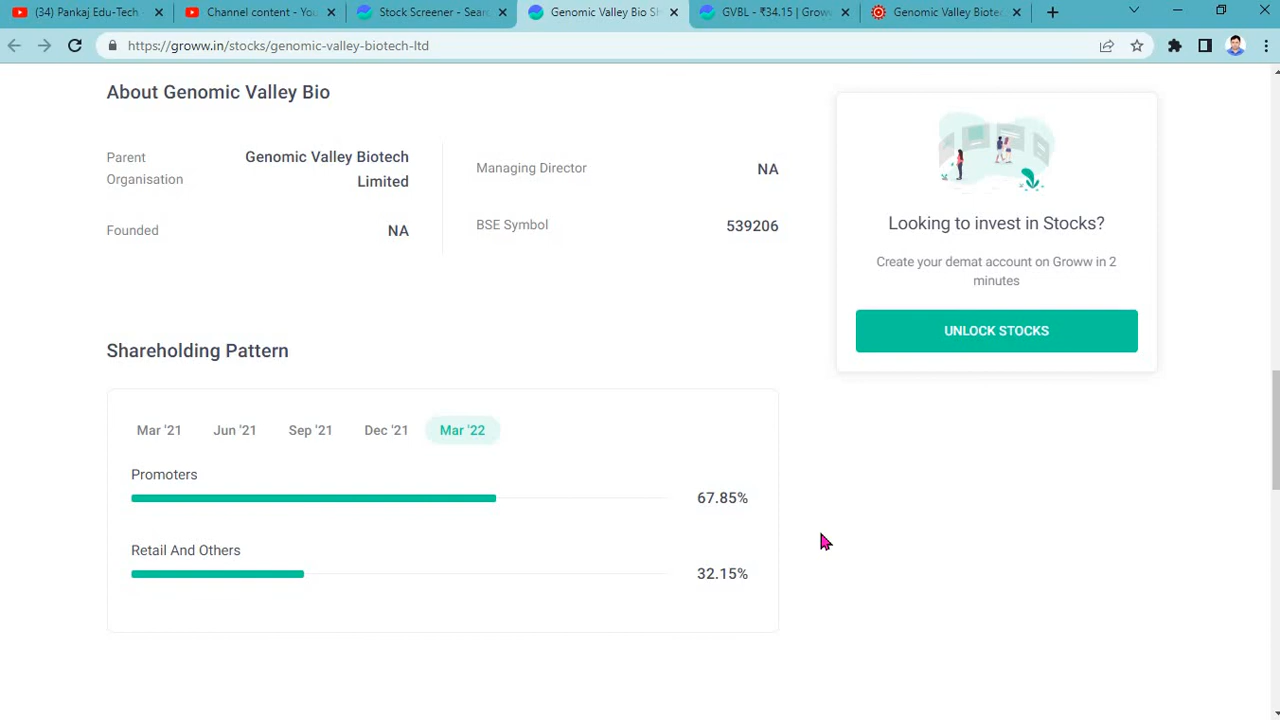 (34) Pankaj Edu-Tech
Channel content - You
Stock Screener - Searc
Genomic Valley Bio Sh
GVBL - ₹34.15 | Grow
Genomic Valley Biotec
https://groww.in/stocks/genomic-valley-biotech-ltd
About Genomic Valley Bio
Parent Organisation
Genomic Valley Biotech
Limited
Founded
NA
Managing Director
NA
BSE Symbol
539206
Looking to invest in Stocks?
Create your demat account on Groww in 2
minutes
UNLOCK STOCKS
Shareholding Pattern
Mar '21 Jun '21 Sep '21 Dec '21 Mar '22
Promoters
67.85%
Retail And Others
32.15%